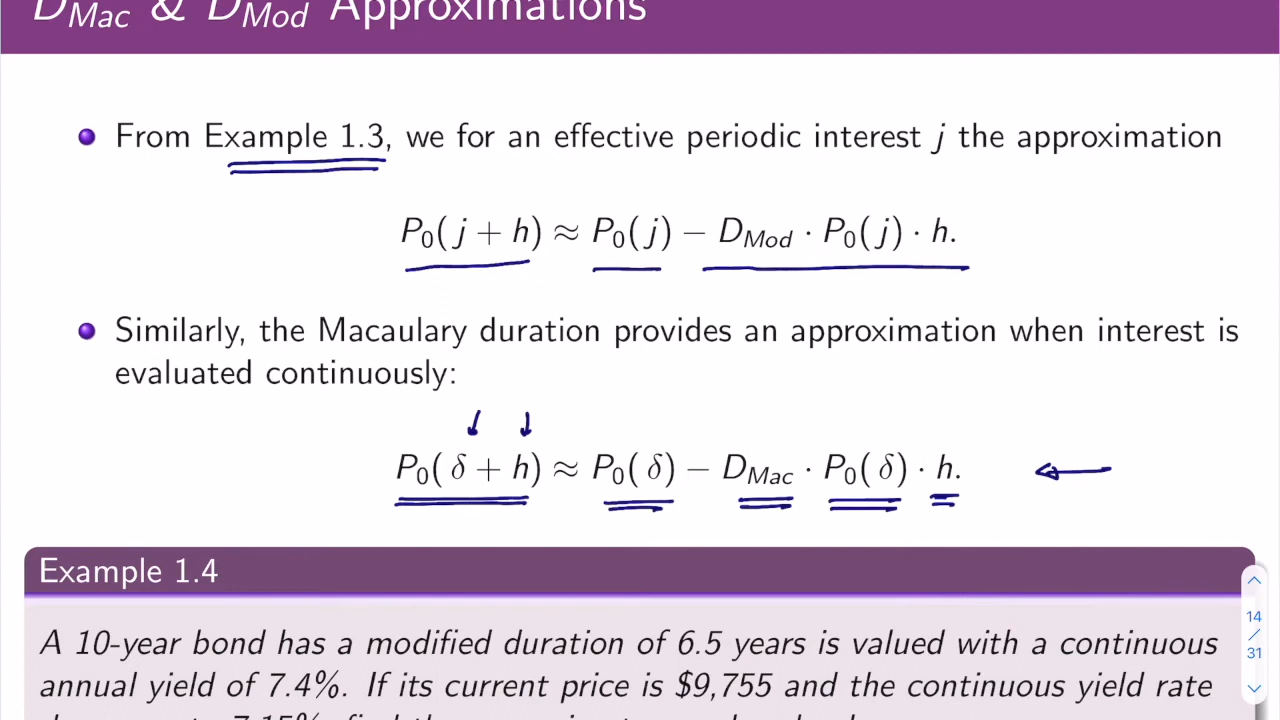 D_Mac & D_Mod Approximations
From Example 1.3, we for an effective periodic interest j the approximation
P₀(j + h) ≈ P₀(j) − D_Mod · P₀(j) · h.
Similarly, the Macaulary duration provides an approximation when interest is
evaluated continuously:
P₀( δ + h) ≈ P₀( δ) − D_Mac · P₀( δ) · h.
Example 1.4
A 10-year bond has a modified duration of 6.5 years is valued with a continuous
annual yield of 7.4%. If its current price is $9,755 and the continuous yield rate
14
/
31